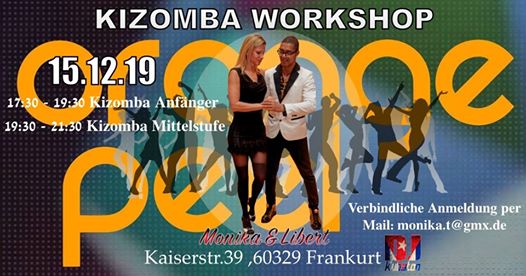 KIZOMBA WORKSHOP
orange
peel
15.12.19
17:30 - 19:30 Kizomba Anfänger
19:30 - 21:30 Kizomba Mittelstufe
Monika & Libert
Verbindliche Anmeldung per
Mail: monika.t@gmx.de
Kaiserstr.39 ,60329 Frankurt